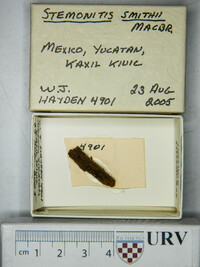 STEMONITIS SMITHII
MACBR.
MEXICO, YUCATAN,
KAXIL KIUIC
W.J. 23 AUG
HAYDEN 4901 2005
4901
cm 1 2 3 4 5
URV